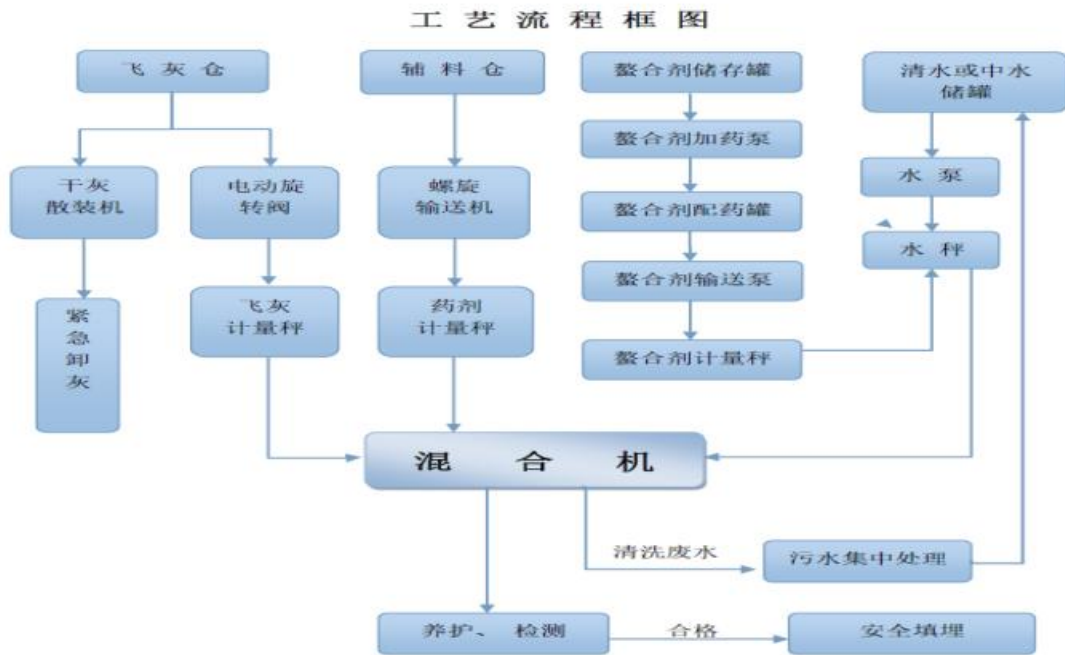 工艺流程框图
飞灰仓
辅料仓
螯合剂储存罐
清水或中水
储罐
干灰
散装机
电动旋
转阀
螺旋
输送机
螯合剂加药泵
水泵
螯合剂配药罐
水秤
紧
急
卸
灰
飞灰
计量秤
药剂
计量秤
螯合剂输送泵
螯合剂计量秤
混合机
清洗废水
污水集中处理
养护、检测
合格
安全填埋